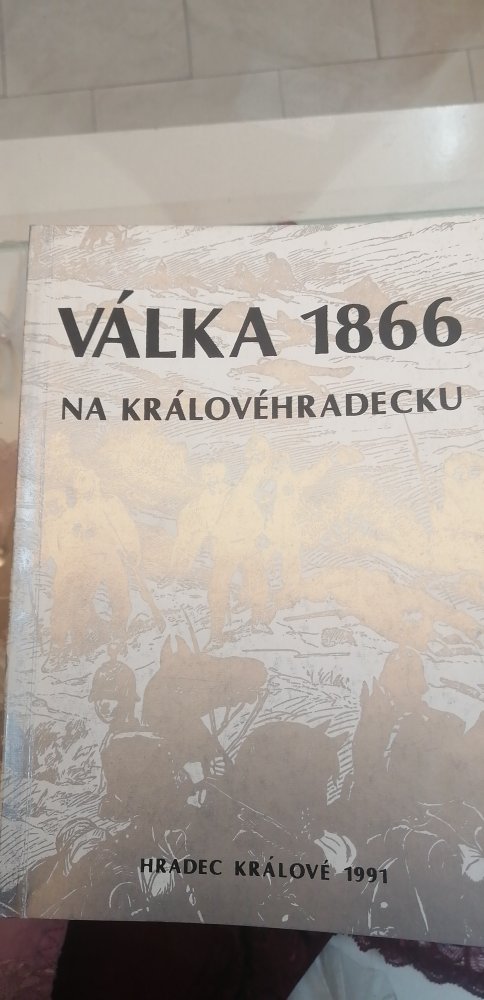 VÁLKA 1866
NA KRÁLOVÉHRADECKU
HRADEC KRÁLOVÉ 1991